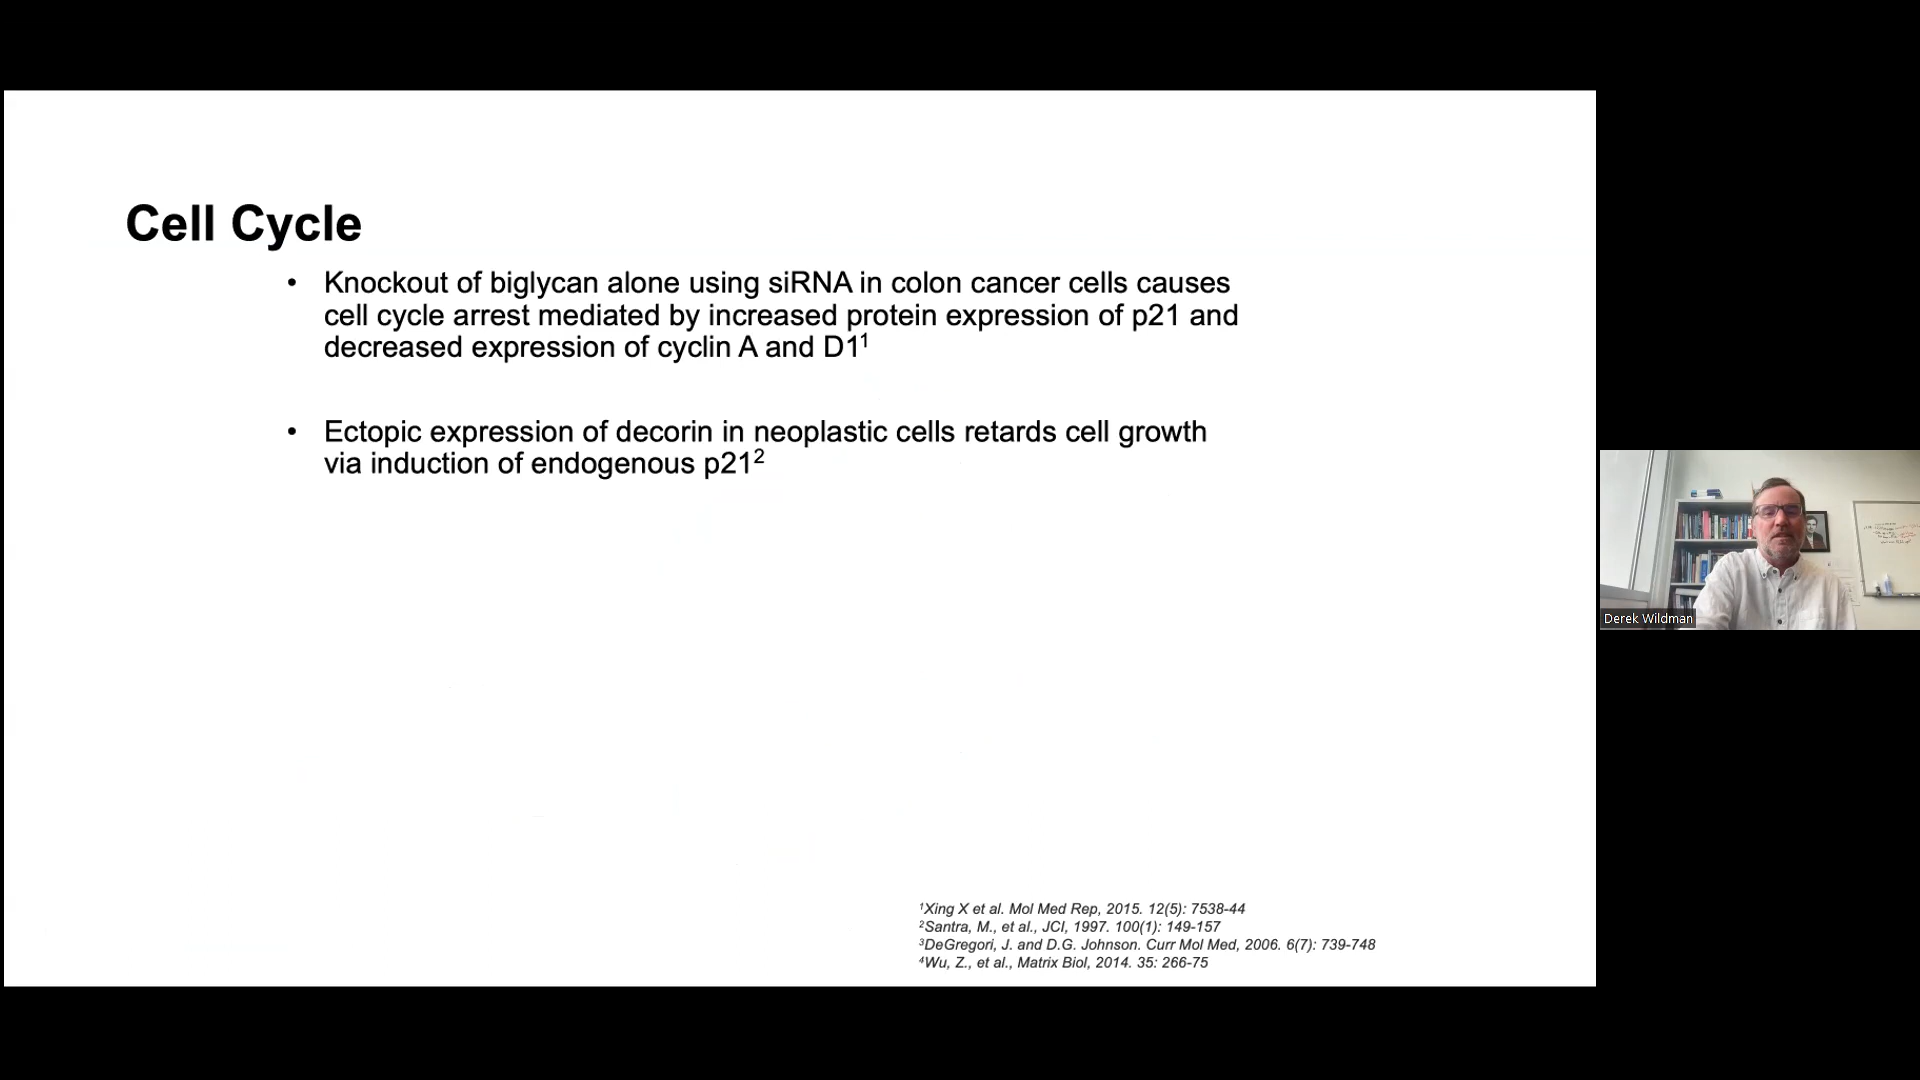 Cell Cycle
• Knockout of biglycan alone using siRNA in colon cancer cells causes
cell cycle arrest mediated by increased protein expression of p21 and
decreased expression of cyclin A and D1¹
• Ectopic expression of decorin in neoplastic cells retards cell growth
via induction of endogenous p21²
¹Xing X et al. Mol Med Rep, 2015. 12(5): 7538-44
²Santra, M., et al., JCI, 1997. 100(1): 149-157
³DeGregori, J. and D.G. Johnson. Curr Mol Med, 2006. 6(7): 739-748
⁴Wu, Z., et al., Matrix Biol, 2014. 35: 266-75
Derek Wildman